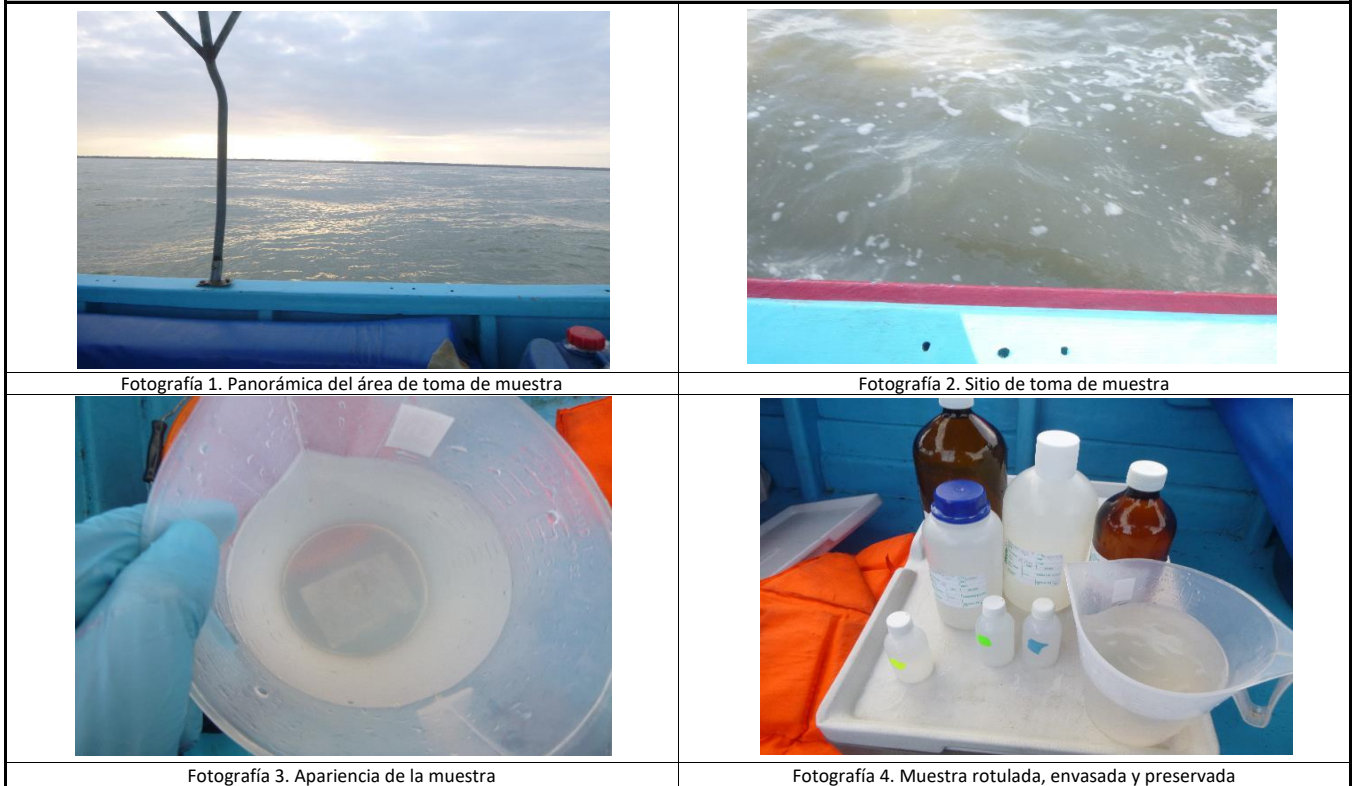 Fotografía 1. Panorámica del área de toma de muestra
Fotografía 2. Sitio de toma de muestra
Fotografía 3. Apariencia de la muestra
Fotografía 4. Muestra rotulada, envasada y preservada